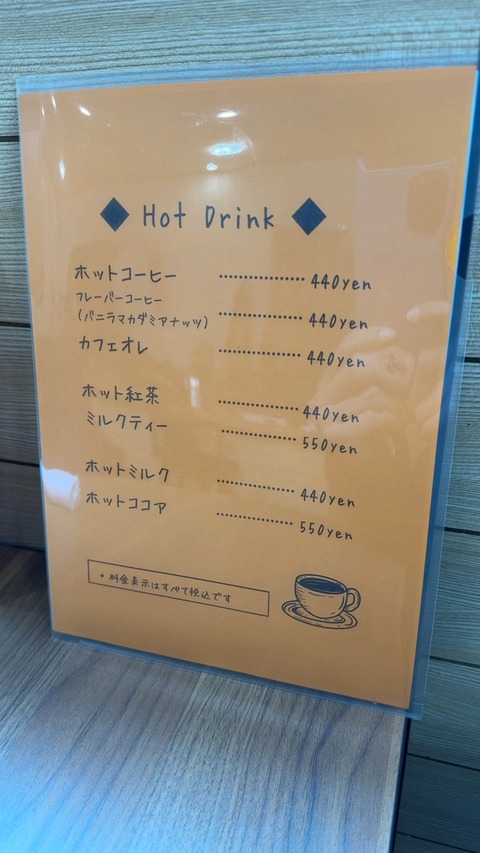 ◆ Hot Drink ◆
ホットコーヒー ················· 440yen
フレーバーコーヒー
(バニラマカダミアナッツ) ················· 440yen
カフェオレ ················· 440yen
ホット紅茶 ················· 440yen
ミルクティー ················ 550yen
ホットミルク ················ 440yen
ホットココア ················ 550yen
* 料金表示はすべて税込です